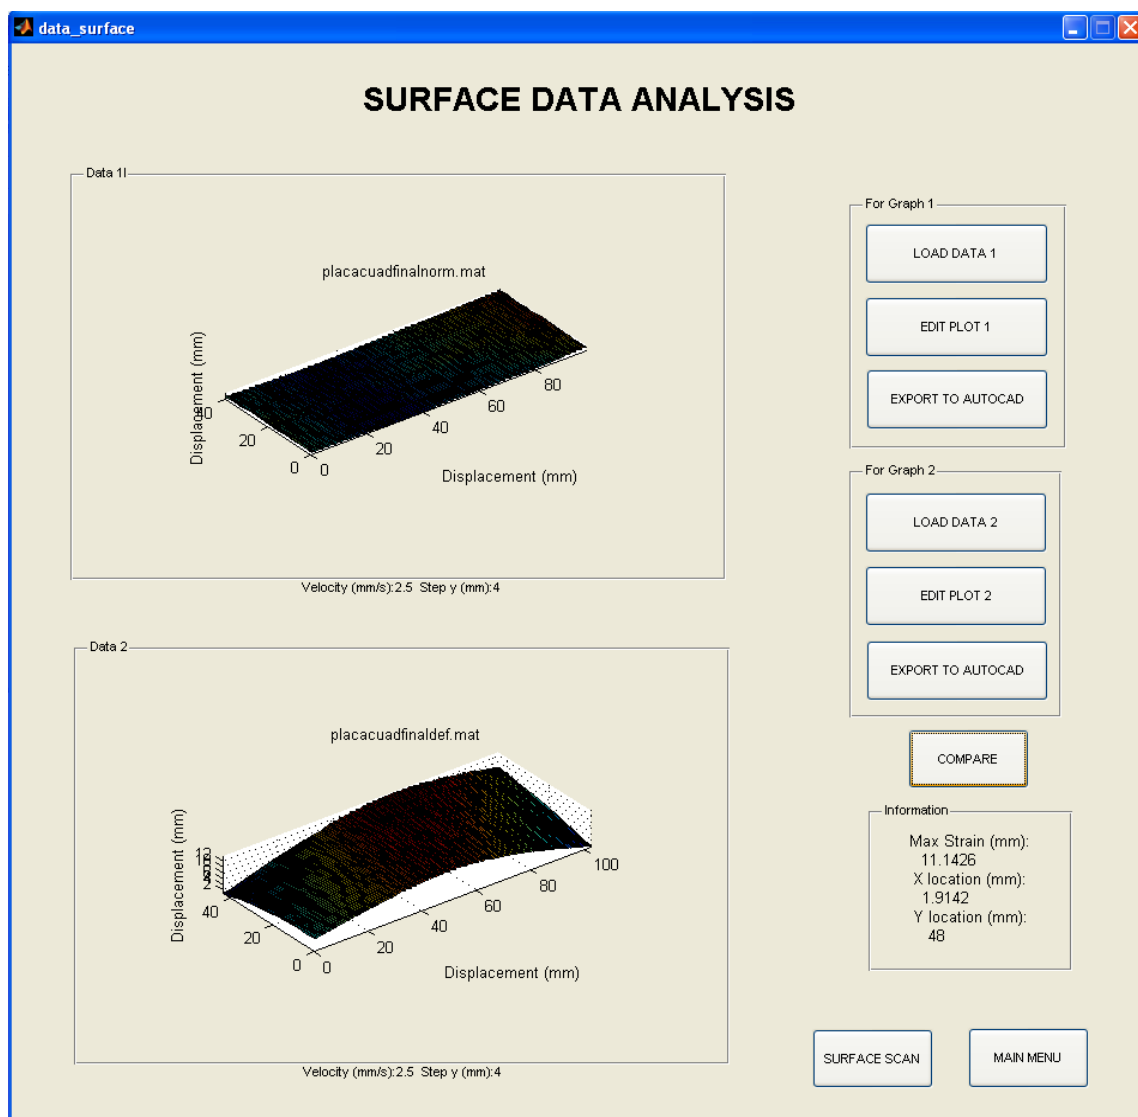 data_surface
SURFACE DATA ANALYSIS
Data 1l
placacuadfinalnorm.mat
Displacement (mm)
40
20
0
0
20
40
60
80
Displacement (mm)
Velocity (mm/s):2.5 Step y (mm):4
Data 2
placacuadfinaldef.mat
Displacement (mm)
12
2
40
20
0
0
20
40
60
80
100
Displacement (mm)
Velocity (mm/s):2.5 Step y (mm):4
For Graph 1
LOAD DATA 1
EDIT PLOT 1
EXPORT TO AUTOCAD
For Graph 2
LOAD DATA 2
EDIT PLOT 2
EXPORT TO AUTOCAD
COMPARE
Information
Max Strain (mm):
11.1426
X location (mm):
1.9142
Y location (mm):
48
SURFACE SCAN
MAIN MENU